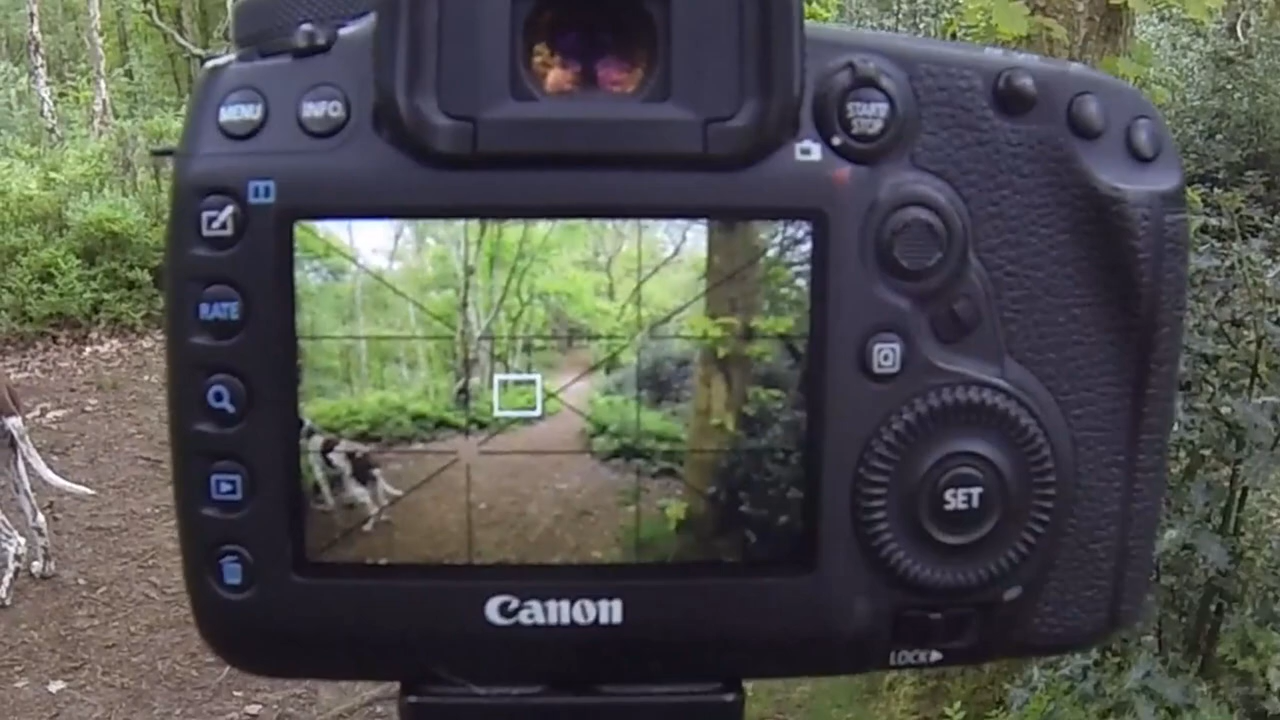 MENU
INFO.
START/
STOP
RATE
Q
SET
Canon
LOCK▶